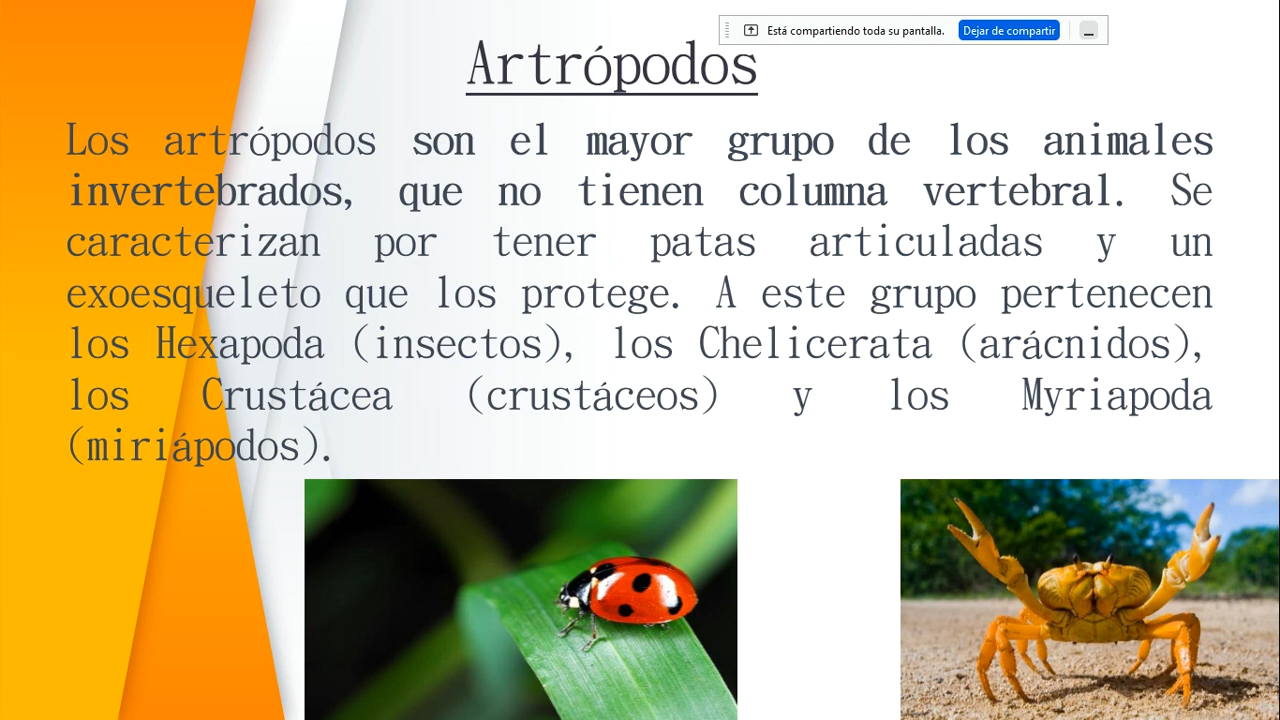 Está compartiendo toda su pantalla. Dejar de compartir
Artrópodos
Los artrópodos son el mayor grupo de los animales
invertebrados, que no tienen columna vertebral. Se
caracterizan por tener patas articuladas y un
exoesqueleto que los protege. A este grupo pertenecen
los Hexapoda (insectos), los Chelicerata (arácnidos),
los Crustácea (crustáceos) y los Myriapoda
(miriápodos).